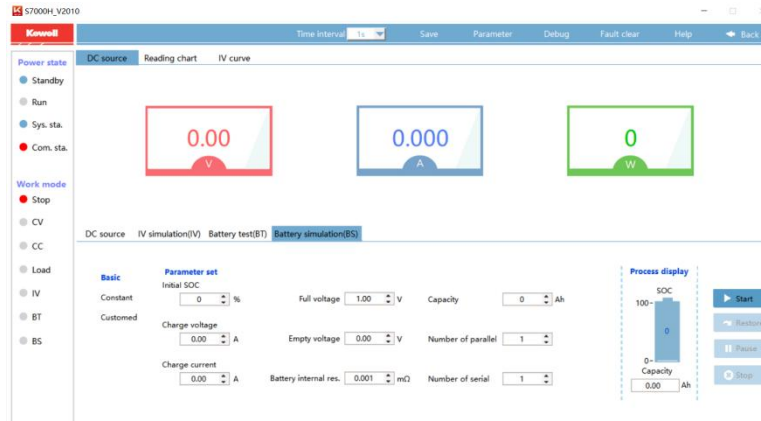 S7000H_V2010
Kewell Time interval 1s Save Parameter Debug Fault clear Help Back
Power state
Standby
Run
Sys. sta.
Com. sta.
Work mode
Stop
CV
CC
Load
IV
BT
BS
DC source Reading chart IV curve
0.00 0.000 0
V A W
DC source IV simulation(IV) Battery test(BT) Battery simulation(BS)
Basic
Constant
Customed
Parameter set
Initial SOC
0 % Full voltage 1.00 V Capacity 0 Ah
Charge voltage
0.00 A Empty voltage 0.00 V Number of parallel 1
Charge current
0.00 A Battery internal res. 0.001 mΩ Number of serial 1
Process display
SOC
100-
0
0-
Capacity
0.00 Ah
Start
Restore
Pause
Stop